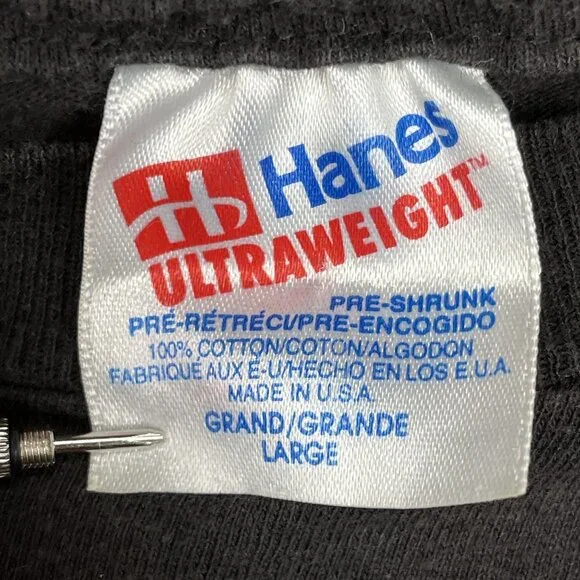 Hanes
ULTRAWEIGHT™
PRE-SHRUNK
PRÉ-RÉTRÉCI/PRE-ENCOGIDO
100% COTTON/COTON/ALGODON
FABRIQUE AUX E-U/HECHO EN LOS E.U.A.
MADE IN U.S.A.
GRAND/GRANDE
LARGE